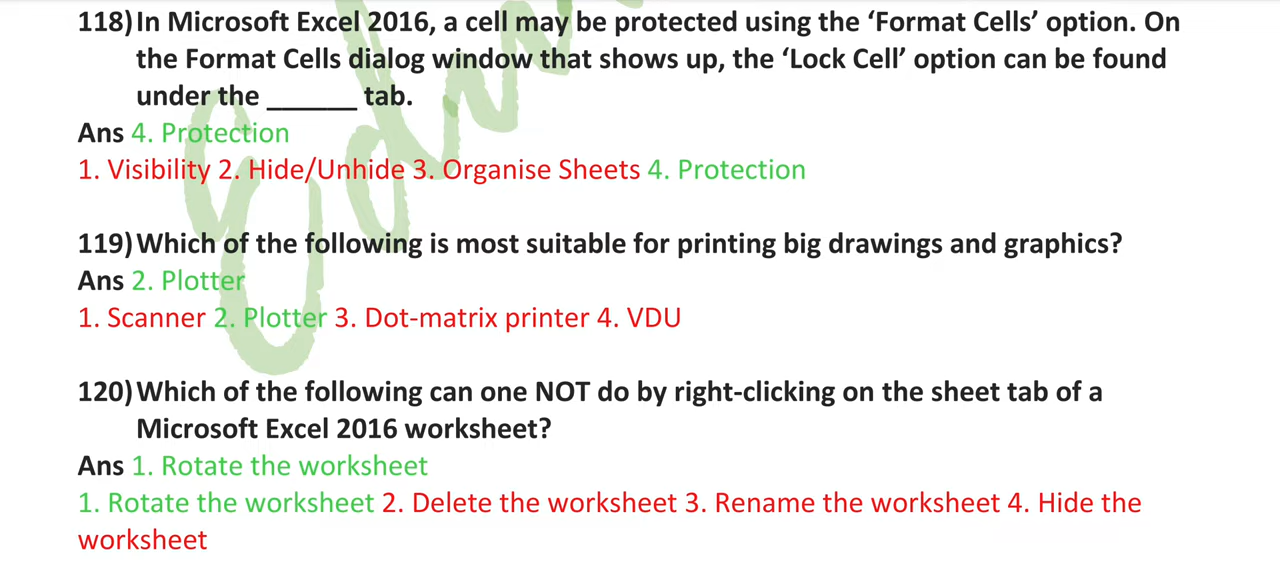 118) In Microsoft Excel 2016, a cell may be protected using the ‘Format Cells’ option. On
the Format Cells dialog window that shows up, the ‘Lock Cell’ option can be found
under the ______ tab.
Ans 4. Protection
1. Visibility 2. Hide/Unhide 3. Organise Sheets 4. Protection
119) Which of the following is most suitable for printing big drawings and graphics?
Ans 2. Plotter
1. Scanner 2. Plotter 3. Dot-matrix printer 4. VDU
120) Which of the following can one NOT do by right-clicking on the sheet tab of a
Microsoft Excel 2016 worksheet?
Ans 1. Rotate the worksheet
1. Rotate the worksheet 2. Delete the worksheet 3. Rename the worksheet 4. Hide the
worksheet